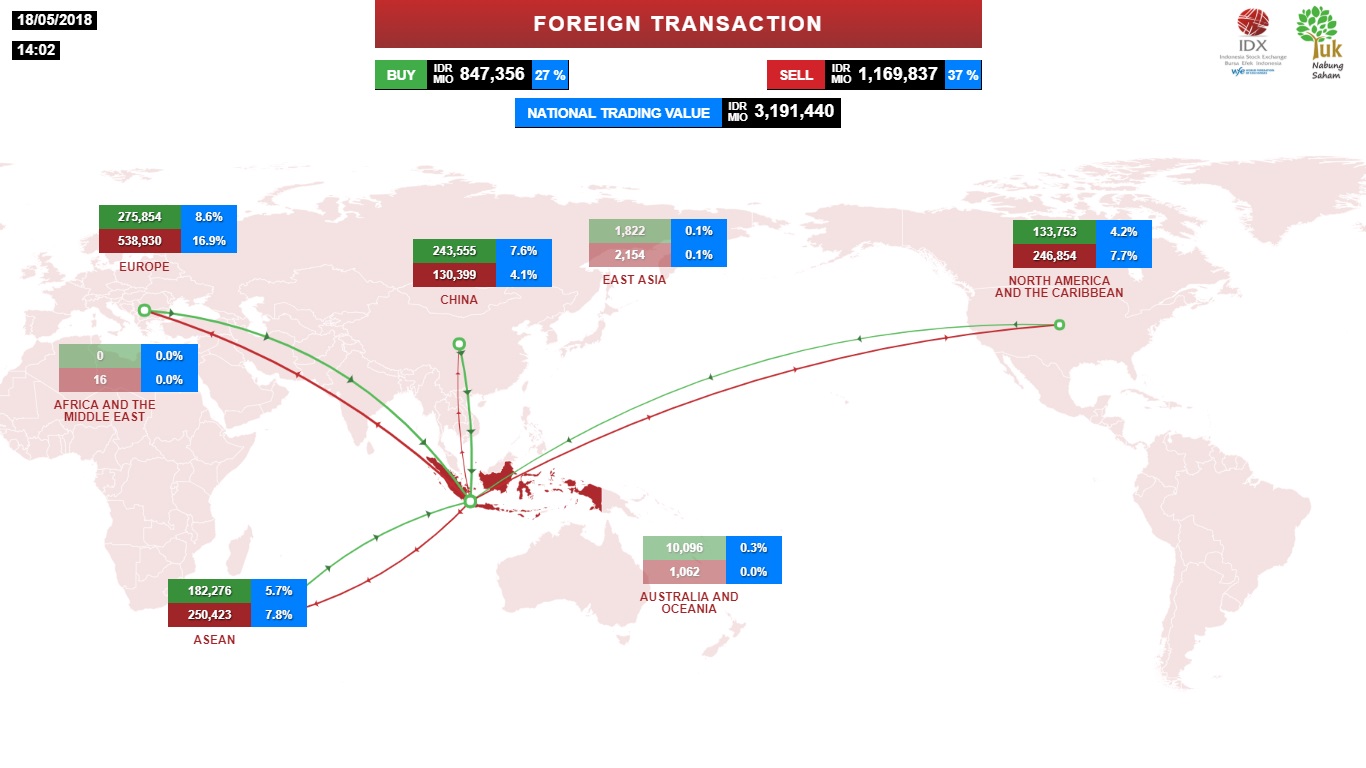 18/05/2018
14:02
FOREIGN TRANSACTION
BUY IDR MIO 847,356 27 %
SELL IDR MIO 1,169,837 37 %
NATIONAL TRADING VALUE IDR MIO 3,191,440
IDX
Indonesia Stock Exchange
Bursa Efek Indonesia
wfe
Yuk
Nabung
Saham
275,854 8.6%
538,930 16.9%
EUROPE
243,555 7.6%
130,399 4.1%
CHINA
1,822 0.1%
2,154 0.1%
EAST ASIA
133,753 4.2%
246,854 7.7%
NORTH AMERICA
AND THE CARIBBEAN
0 0.0%
16 0.0%
AFRICA AND THE
MIDDLE EAST
10,096 0.3%
1,062 0.0%
AUSTRALIA AND
OCEANIA
182,276 5.7%
250,423 7.8%
ASEAN